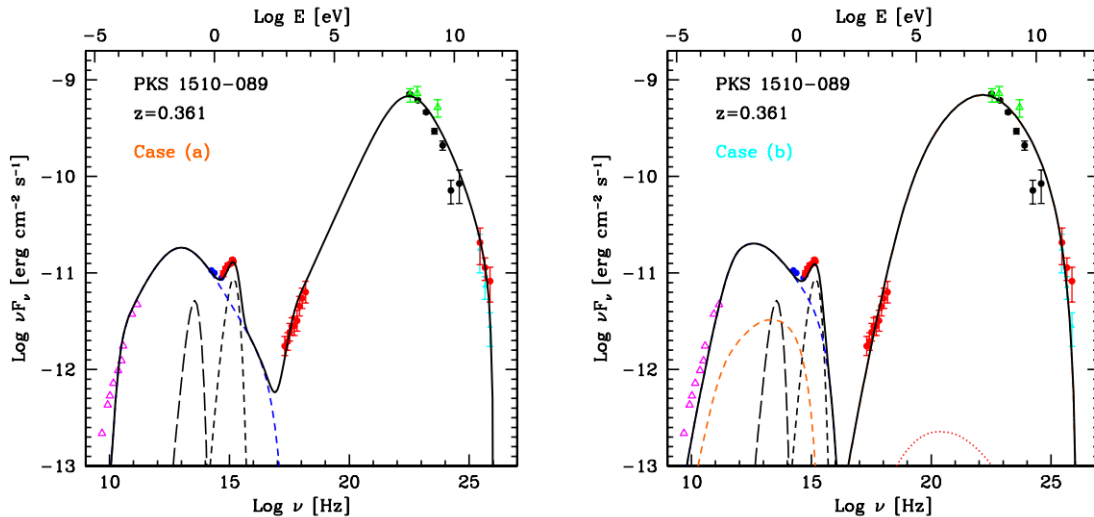 Log E [eV]
−5 0 5 10
PKS 1510−089
z=0.361
Case (a)
−9
−10
−11
−12
−13
Log νFν [erg cm−2 s−1]
10 15 20 25
Log ν [Hz]
Log E [eV]
−5 0 5 10
PKS 1510−089
z=0.361
Case (b)
−9
−10
−11
−12
−13
Log νFν [erg cm−2 s−1]
10 15 20 25
Log ν [Hz]